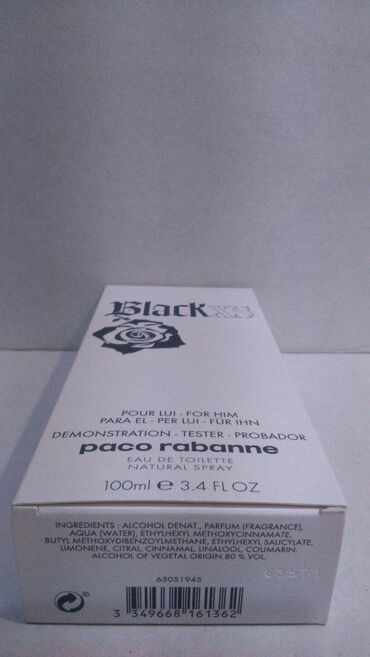 Black XS
POUR LUI - FOR HIM
PARA EL - PER LUI - FÜR IHN
DEMONSTRATION - TESTER - PROBADOR
paco rabanne
EAU DE TOILETTE
NATURAL SPRAY
100ml e 3.4 FL OZ
INGREDIENTS : ALCOHOL DENAT., PARFUM (FRAGRANCE),
AQUA (WATER), ETHYLHEXYL METHOXYCINNAMATE,
BUTYL METHOXYDIBENZOYLMETHANE, ETHYLHEXYL SALICYLATE,
LIMONENE, CITRAL, CINNAMAL, LINALOOL, COUMARIN.
ALCOHOL OF VEGETAL ORIGIN 80 % VOL.
65051945
3 349668 161362